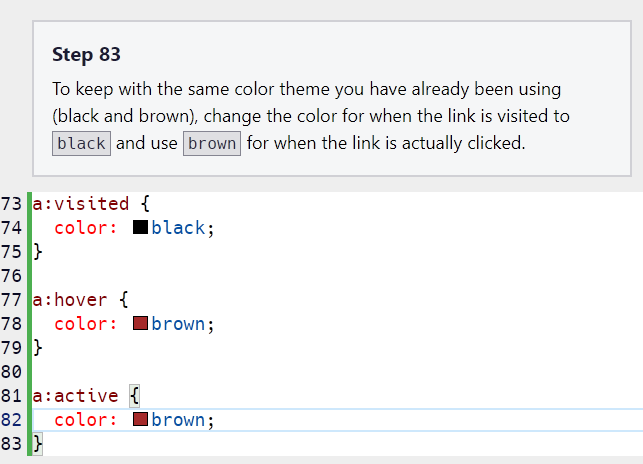 Step 83
To keep with the same color theme you have already been using
(black and brown), change the color for when the link is visited to
black and use brown for when the link is actually clicked.
73 a:visited {
74   color: black;
75 }
76
77 a:hover {
78   color: brown;
79 }
80
81 a:active {
82   color: brown;
83 }